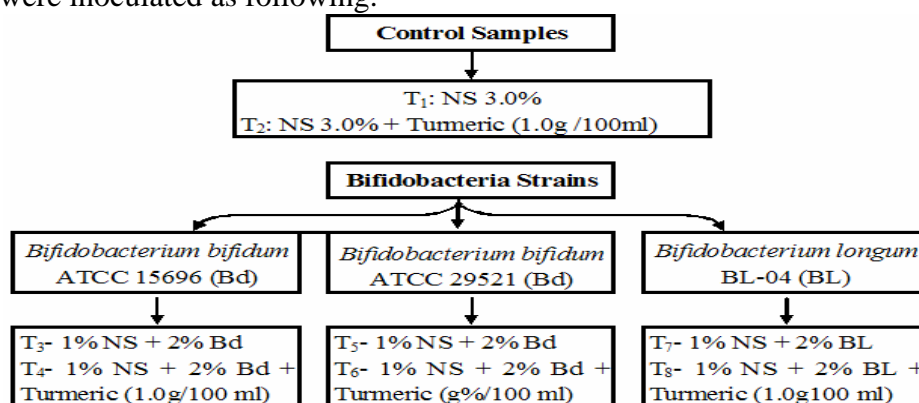 were inoculated as following:
Control Samples
T₁: NS 3.0%
T₂: NS 3.0% + Turmeric (1.0g /100ml)
Bifidobacteria Strains
Bifidobacterium bifidum
ATCC 15696 (Bd)
Bifidobacterium bifidum
ATCC 29521 (Bd)
Bifidobacterium longum
BL-04 (BL)
T₃- 1% NS + 2% Bd
T₄- 1% NS + 2% Bd +
Turmeric (1.0g/100 ml)
T₅- 1% NS + 2% Bd
T₆- 1% NS + 2% Bd +
Turmeric (g%/100 ml)
T₇- 1% NS + 2% BL
T₈- 1% NS + 2% BL +
Turmeric (1.0g100 ml)